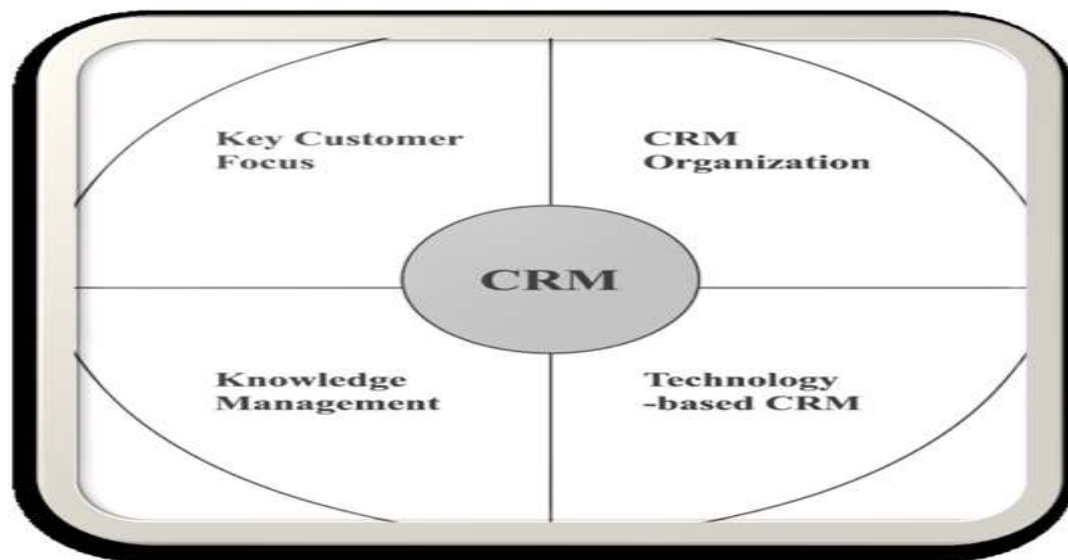 Key Customer
Focus
CRM
Organization
CRM
Knowledge
Management
Technology
-based CRM